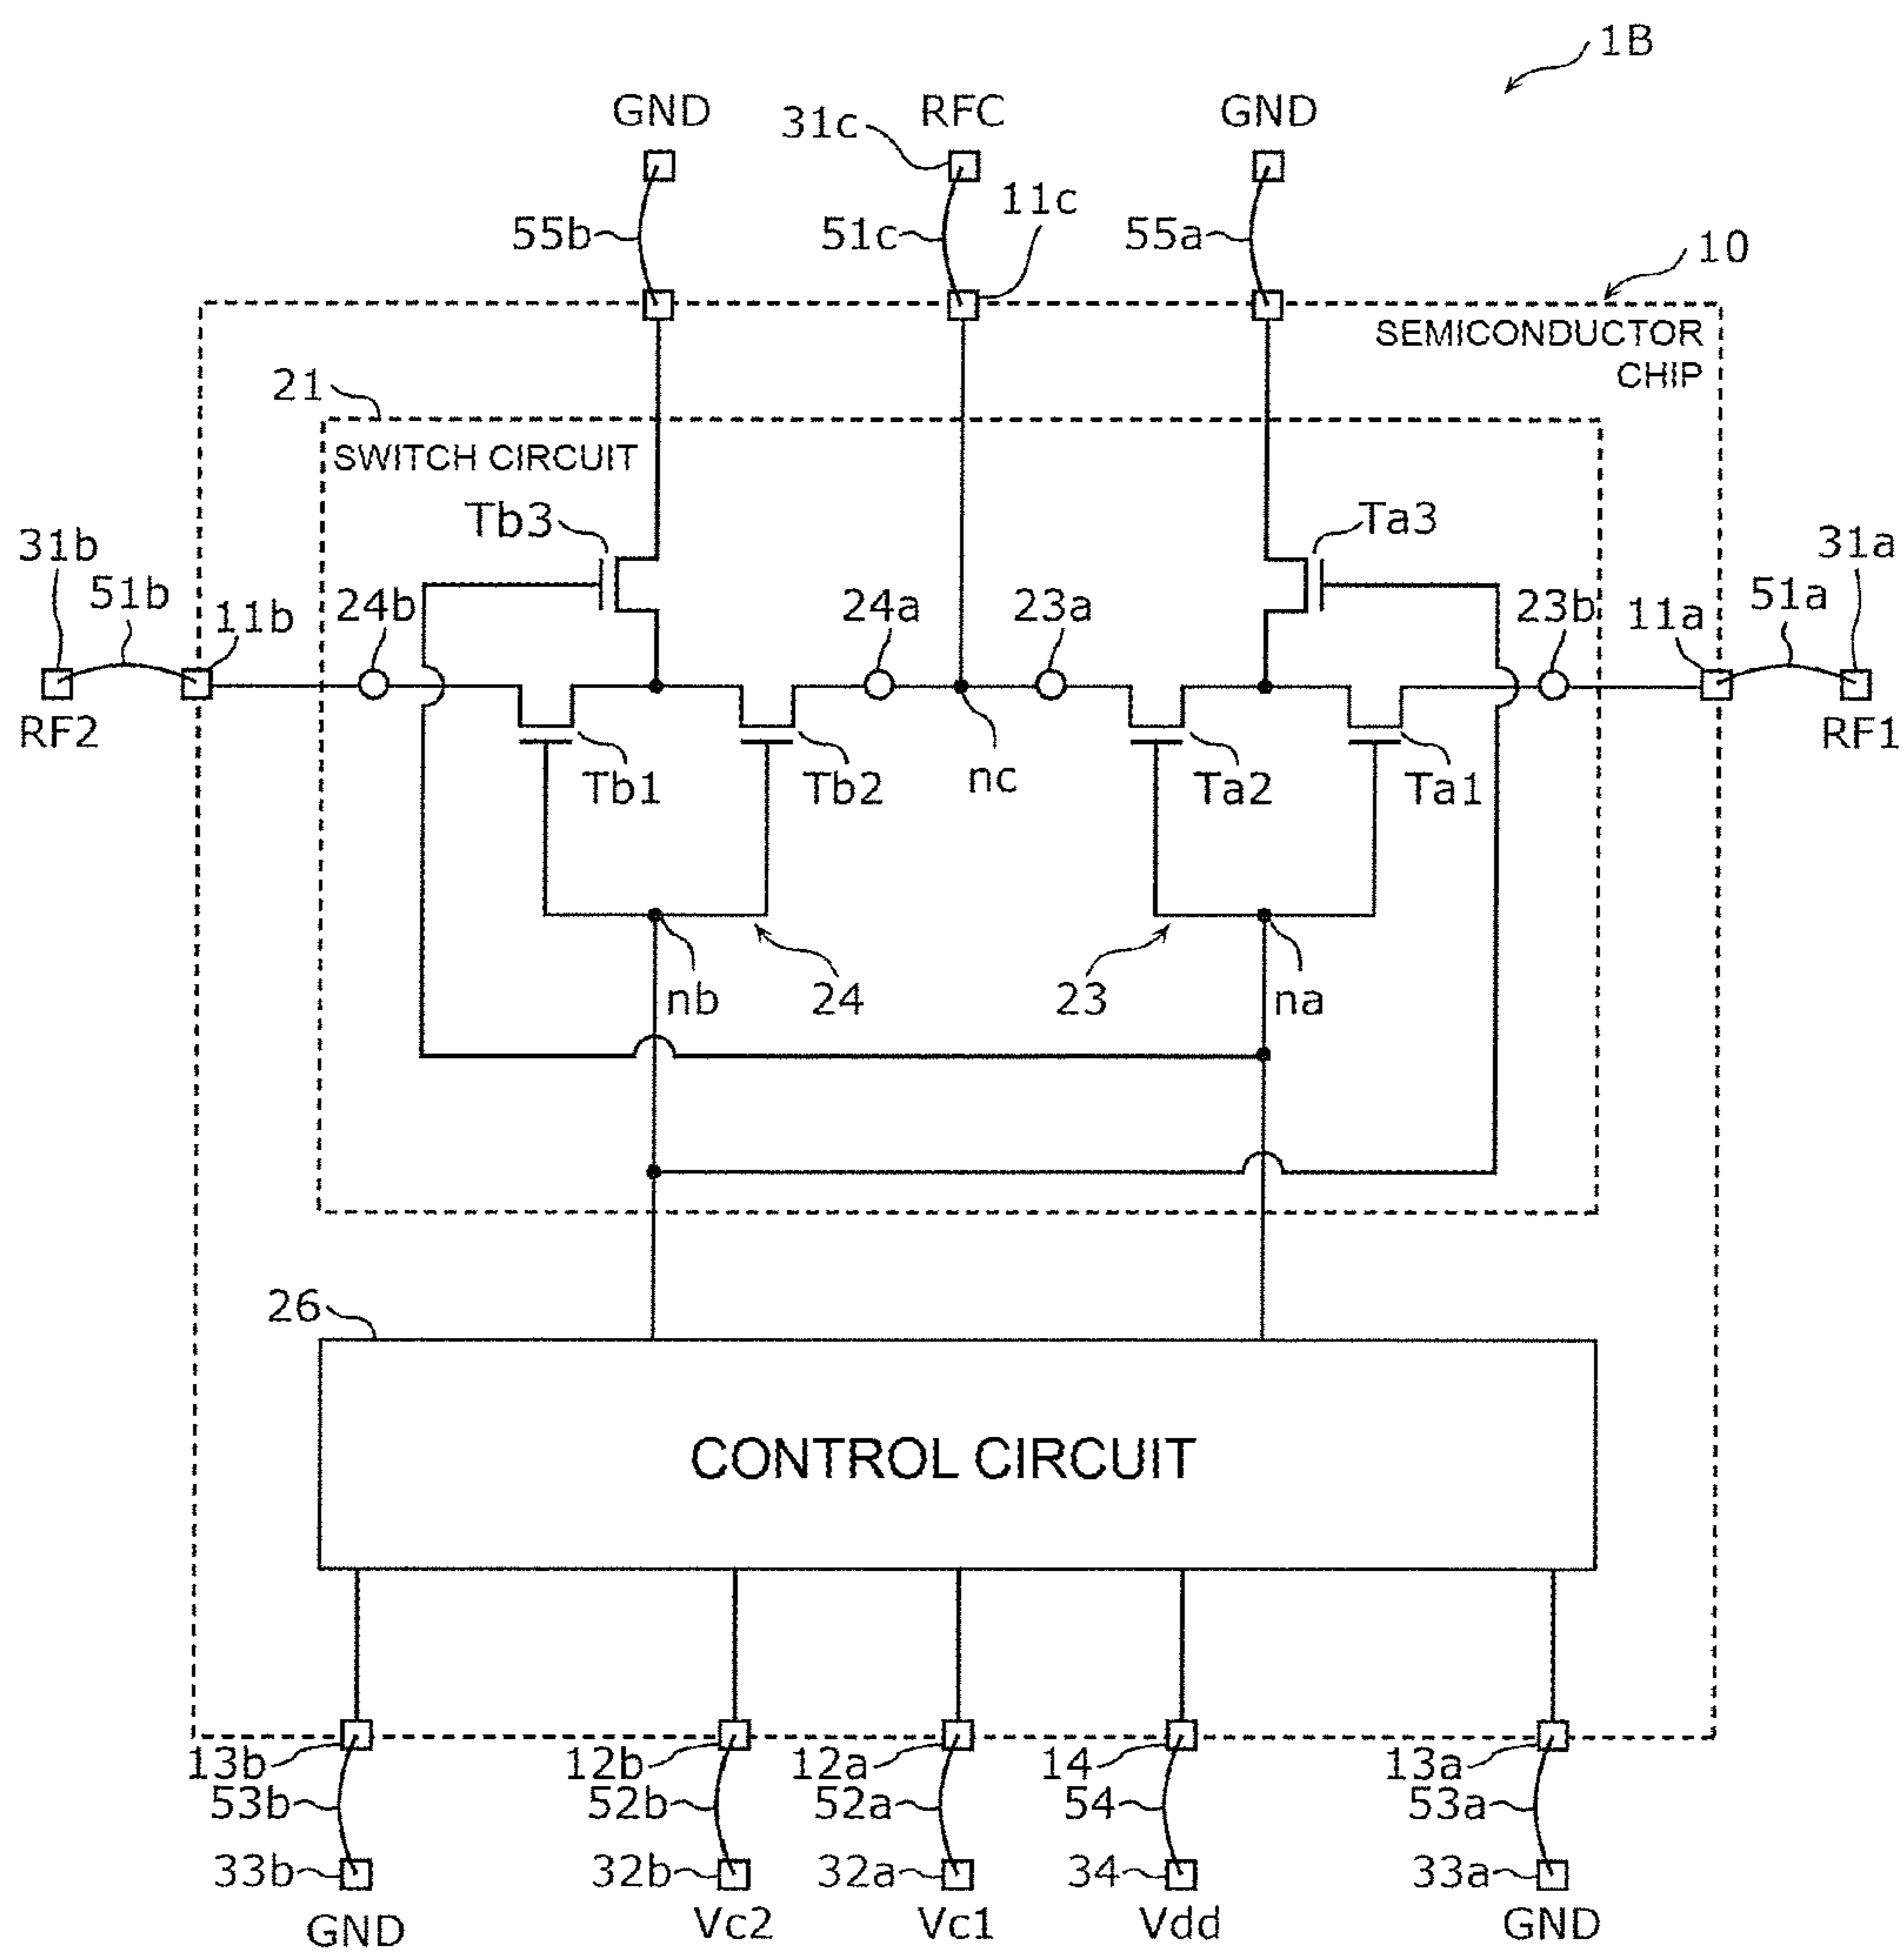 1B
GND RFC GND
31c
11c
55b 51c 55a
10
SEMICONDUCTOR
CHIP
21
SWITCH CIRCUIT
Tb3 Ta3
31b 31a
51b 24b 24a 23a 23b 51a
11b 11a
RF2 RF1
Tb1 Tb2 nc Ta2 Ta1
nb 24 23 na
26
CONTROL CIRCUIT
13b 12b 12a 14 13a
53b 52b 52a 54 53a
33b 32b 32a 34 33a
GND Vc2 Vc1 Vdd GND